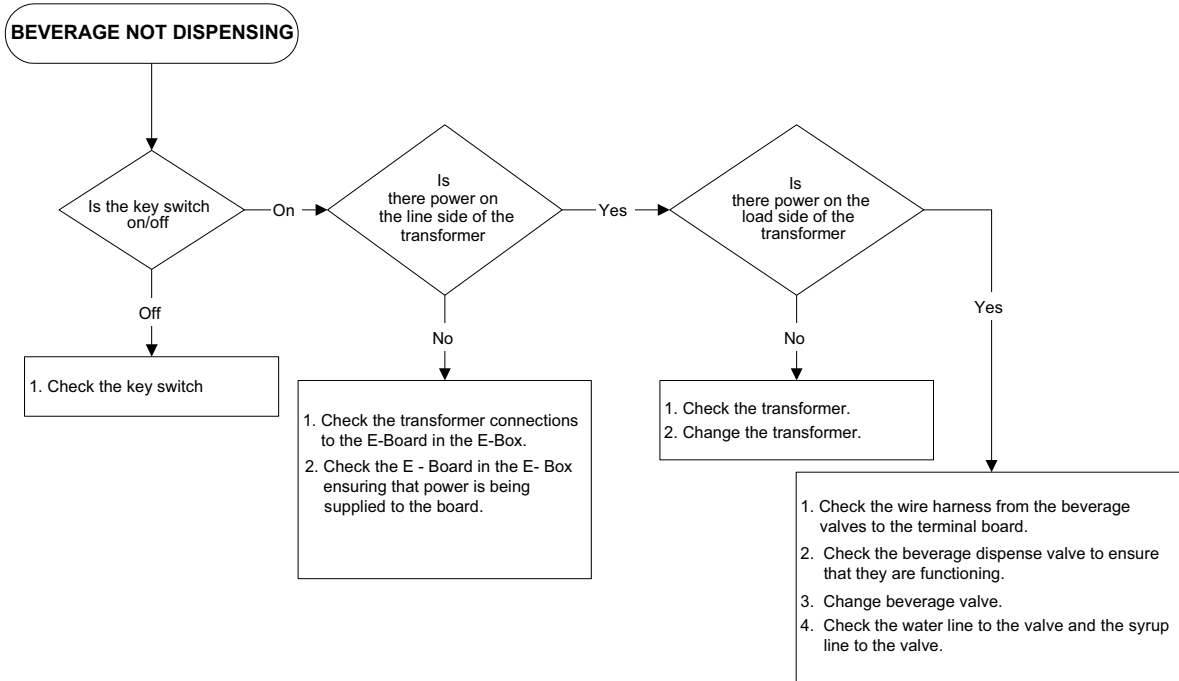 BEVERAGE NOT DISPENSING
Is the key switch
on/off
On
Is
there power on
the line side of the
transformer
Yes
Is
there power on the
load side of the
transformer
Off
No
No
Yes
1. Check the key switch
1. Check the transformer connections
to the E-Board in the E-Box.
2. Check the E - Board in the E- Box
ensuring that power is being
supplied to the board.
1. Check the transformer.
2. Change the transformer.
1. Check the wire harness from the beverage
valves to the terminal board.
2. Check the beverage dispense valve to ensure
that they are functioning.
3. Change beverage valve.
4. Check the water line to the valve and the syrup
line to the valve.